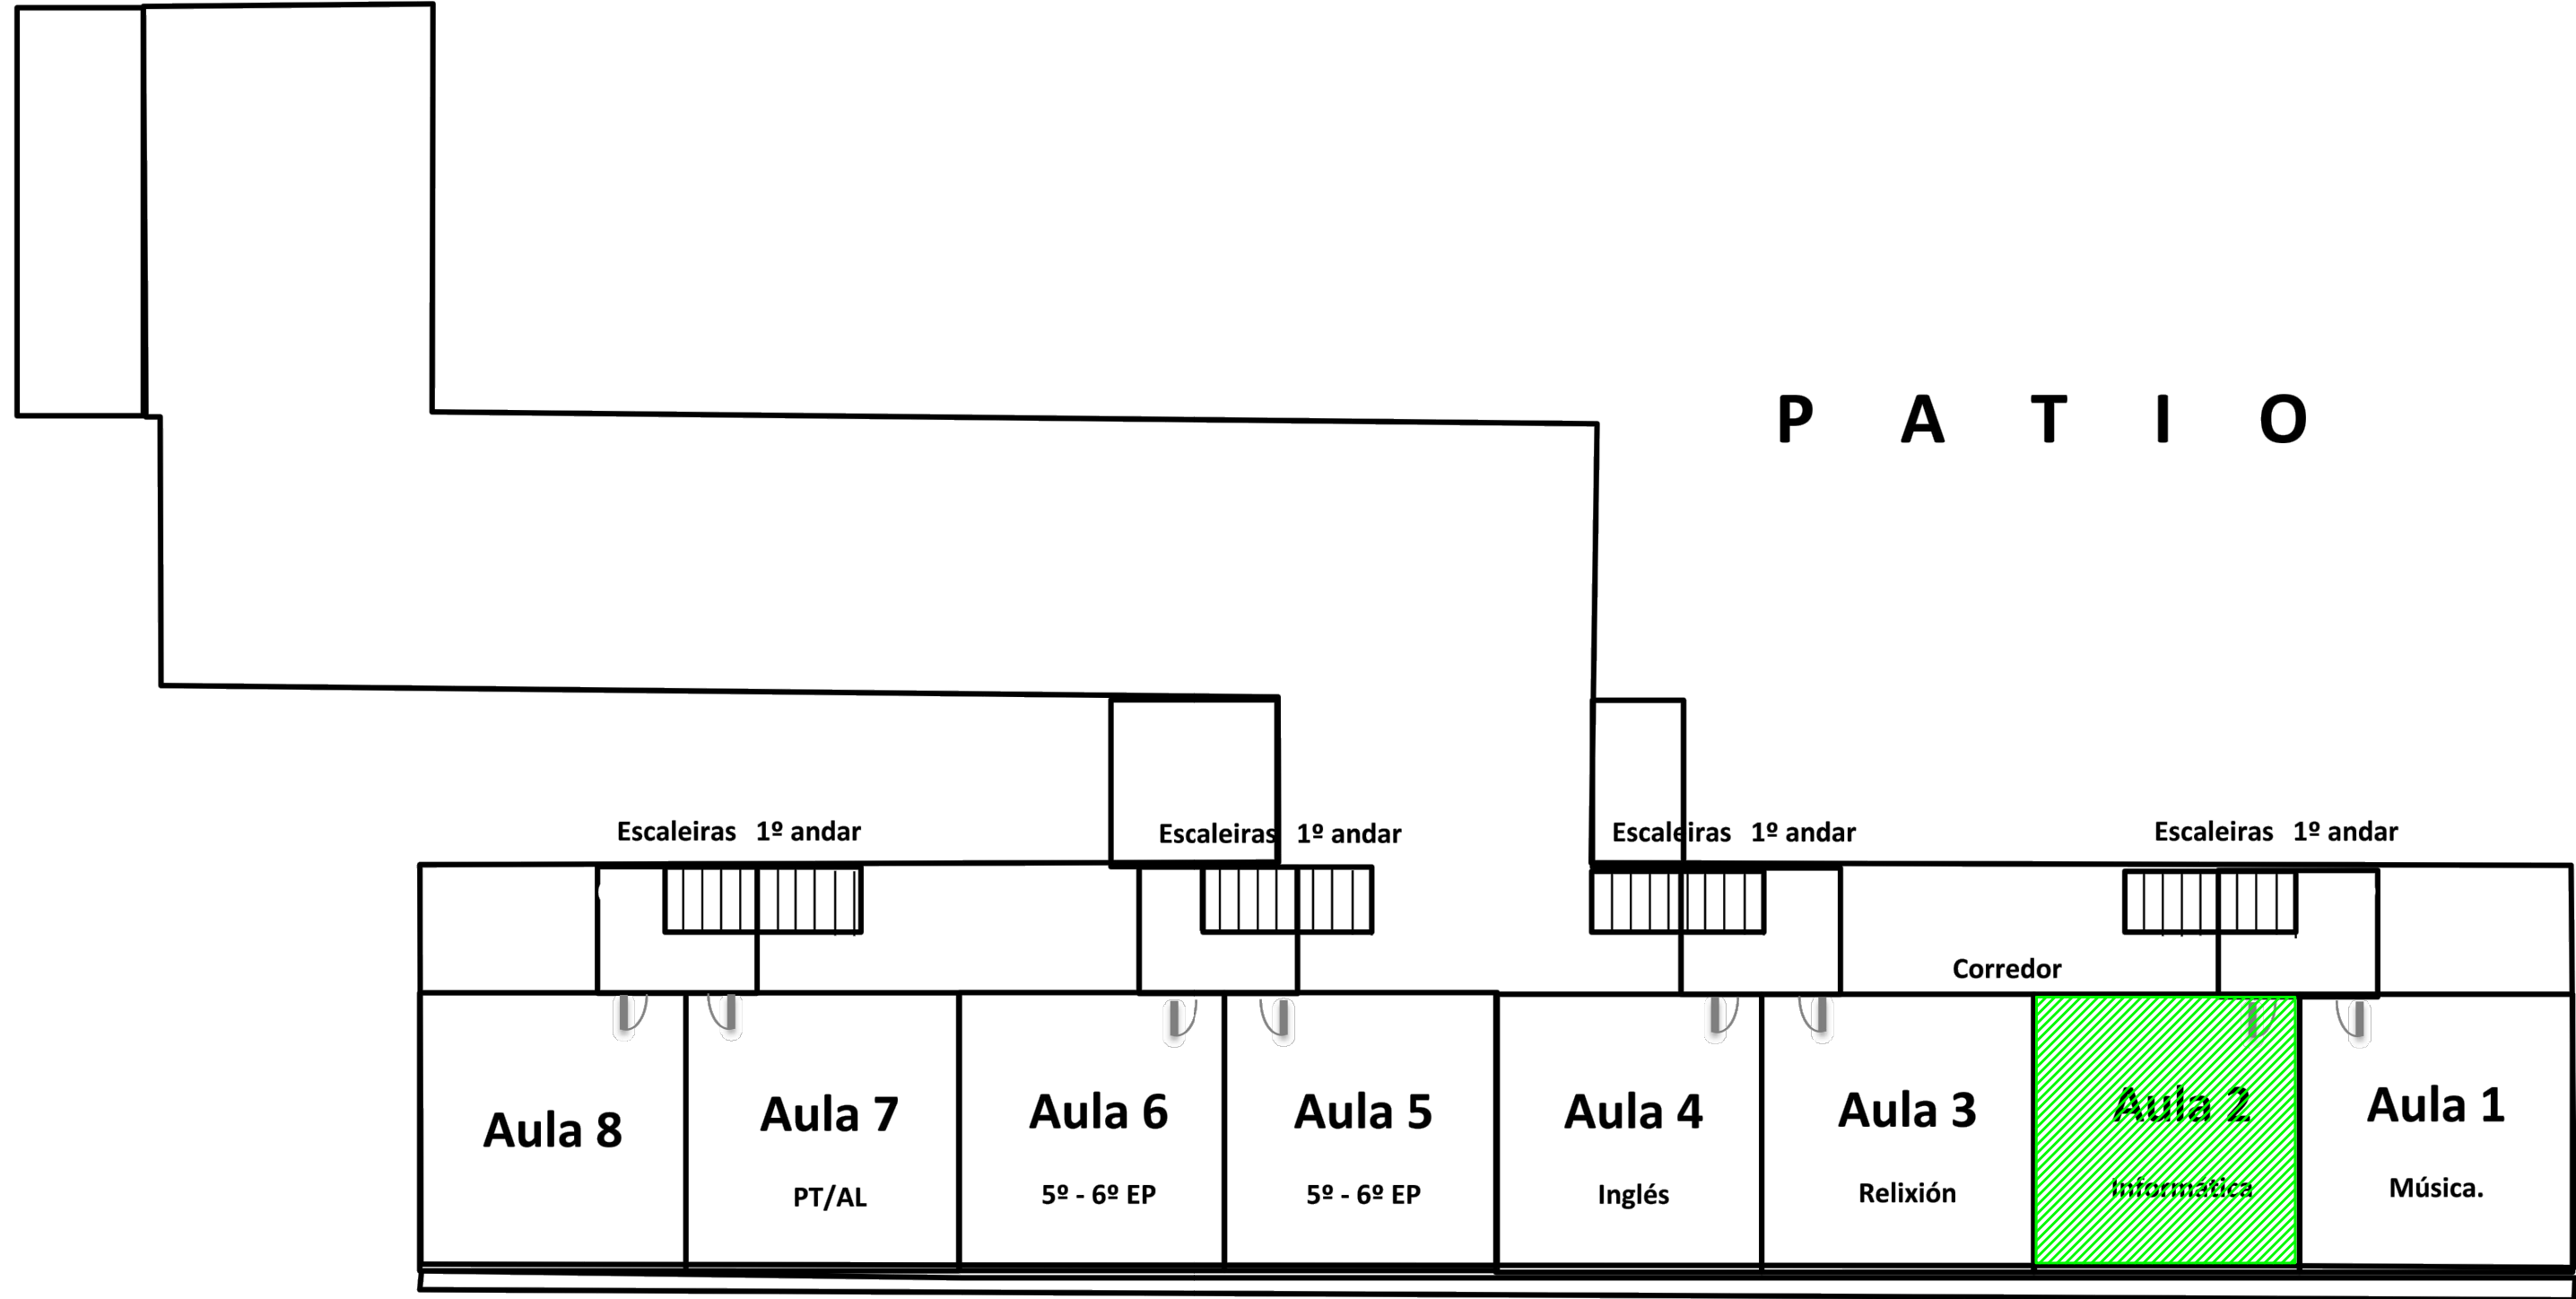 P A T I O
Escaleiras 1º andar
Escaleiras 1º andar
Escaleiras 1º andar
Escaleiras 1º andar
Corredor
Aula 8
Aula 7
PT/AL
Aula 6
5º - 6º EP
Aula 5
5º - 6º EP
Aula 4
Inglés
Aula 3
Relixión
Aula 2
Informática
Aula 1
Música.